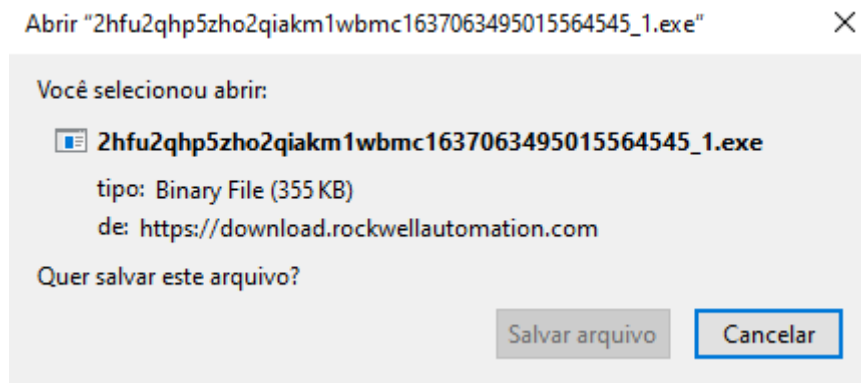 Abrir “2hfu2qhp5zho2qiakm1wbmc1637063495015564545_1.exe”
Você selecionou abrir:
2hfu2qhp5zho2qiakm1wbmc1637063495015564545_1.exe
tipo: Binary File (355 KB)
de: https://download.rockwellautomation.com
Quer salvar este arquivo?
Salvar arquivo Cancelar